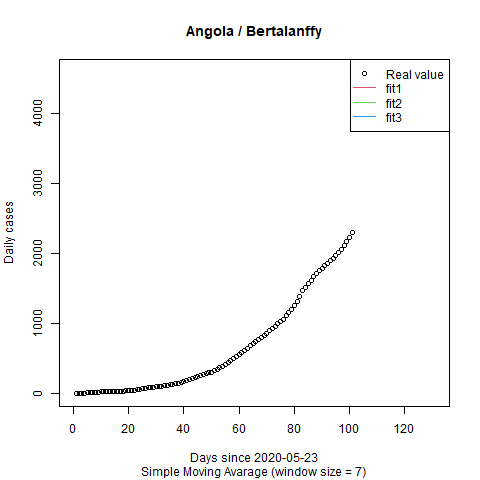 Angola / Bertalanffy
Real value
fit1
fit2
fit3
Daily cases
0
1000
2000
3000
4000
0 20 40 60 80 100 120
Days since 2020-05-23
Simple Moving Avarage (window size = 7)